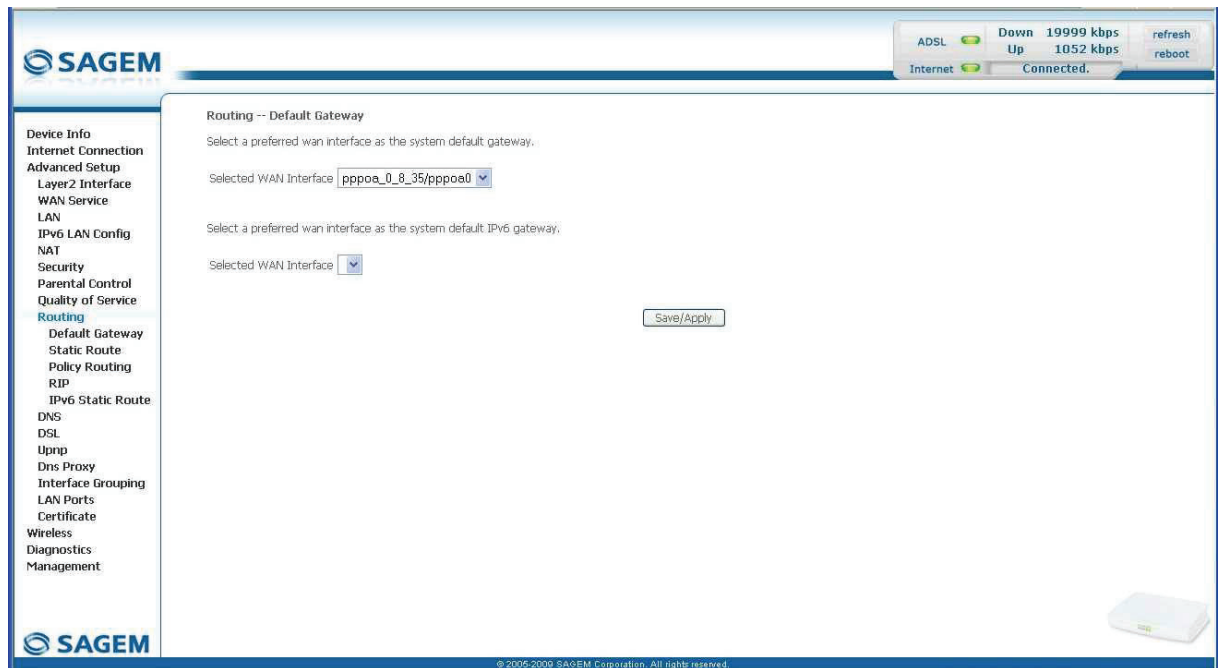 SAGEM
ADSL
Down 19999 kbps
Up 1052 kbps
Internet
Connected.
refresh
reboot
Device Info
Internet Connection
Advanced Setup
Layer2 Interface
WAN Service
LAN
IPv6 LAN Config
NAT
Security
Parental Control
Quality of Service
Routing
Default Gateway
Static Route
Policy Routing
RIP
IPv6 Static Route
DNS
DSL
Upnp
Dns Proxy
Interface Grouping
LAN Ports
Certificate
Wireless
Diagnostics
Management
SAGEM
Routing -- Default Gateway
Select a preferred wan interface as the system default gateway.
Selected WAN Interface pppoa_0_8_35/pppoa0
Select a preferred wan interface as the system default IPv6 gateway.
Selected WAN Interface
Save/Apply
© 2005-2009 SAGEM Corporation. All rights reserved.